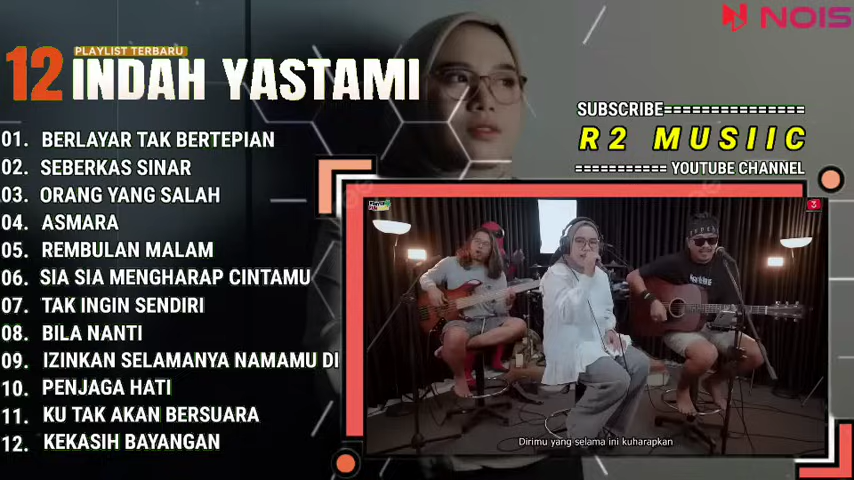 NOIS
PLAYLIST TERBARU
12 INDAH YASTAMI
SUBSCRIBE===============
R2 MUSIIC
=========== YOUTUBE CHANNEL
01. BERLAYAR TAK BERTEPIAN
02. SEBERKAS SINAR
03. ORANG YANG SALAH
04. ASMARA
05. REMBULAN MALAM
06. SIA SIA MENGHARAP CINTAMU
07. TAK INGIN SENDIRI
08. BILA NANTI
09. IZINKAN SELAMANYA NAMAMU DI
10. PENJAGA HATI
11. KU TAK AKAN BERSUARA
12. KEKASIH BAYANGAN
3
Dirimu yang selama ini kuharapkan